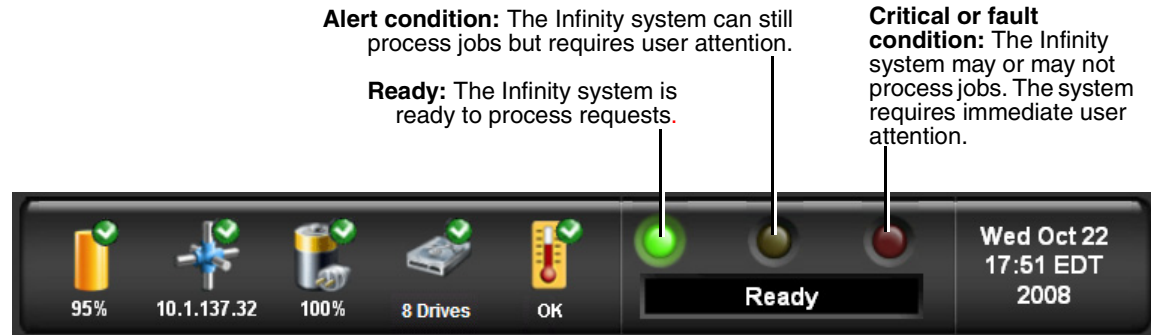 Alert condition: The Infinity system can still
process jobs but requires user attention.
Ready: The Infinity system is
ready to process requests.
Critical or fault
condition: The Infinity
system may or may not
process jobs. The system
requires immediate user
attention.
95%
10.1.137.32
100%
8 Drives
OK
Ready
Wed Oct 22
17:51 EDT
2008